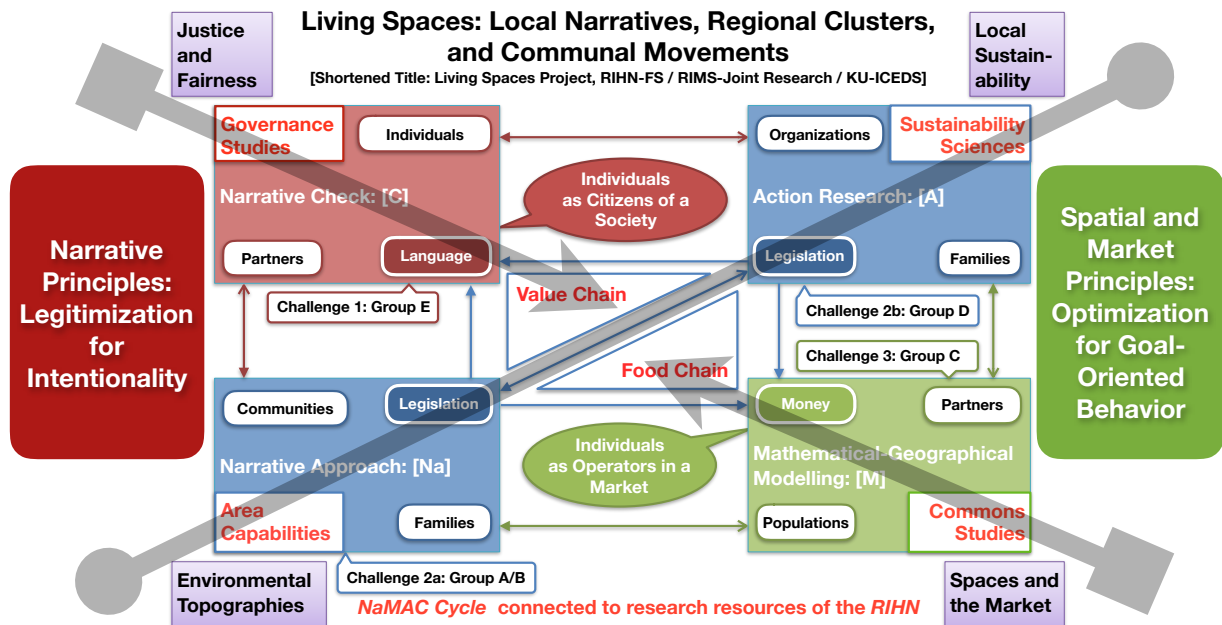 Living Spaces: Local Narratives, Regional Clusters,
and Communal Movements
[Shortened Title: Living Spaces Project, RIHN-FS / RIMS-Joint Research / KU-ICEDS]
Justice
and
Fairness
Local
Sustain-
ability
Governance
Studies
Individuals
Narrative Check: [C]
Partners
Language
Challenge 1: Group E
Individuals
as Citizens of a
Society
Organizations
Sustainability
Sciences
Action Research: [A]
Legislation
Families
Challenge 2b: Group D
Challenge 3: Group C
Narrative
Principles:
Legitimization
for
Intentionality
Spatial and
Market
Principles:
Optimization
for Goal-
Oriented
Behavior
Value Chain
Food Chain
Communities
Legislation
Narrative Approach: [Na]
Area
Capabilities
Families
Challenge 2a: Group A/B
Individuals
as Operators in a
Market
Money
Partners
Mathematical-Geographical
Modelling: [M]
Populations
Commons
Studies
Environmental
Topographies
Spaces and
the Market
NaMAC Cycle connected to research resources of the RIHN